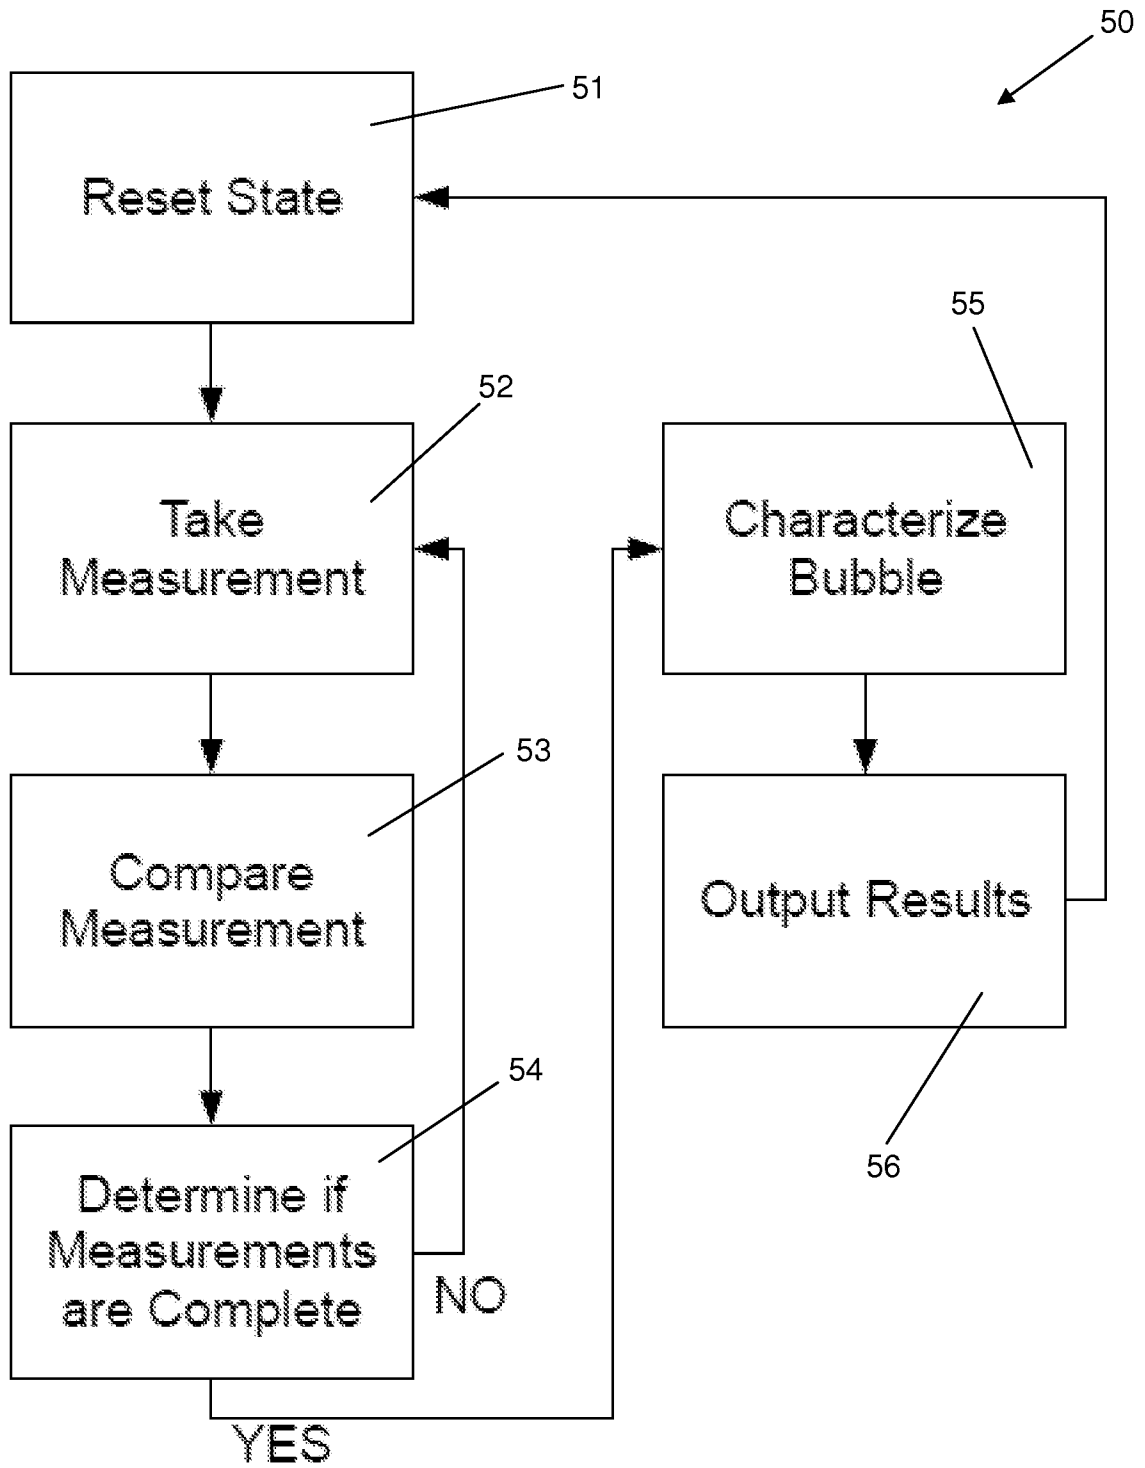 50
51
Reset State
52
Take
Measurement
53
Compare
Measurement
54
Determine if
Measurements
are Complete
NO
YES
55
Characterize
Bubble
Output Results
56